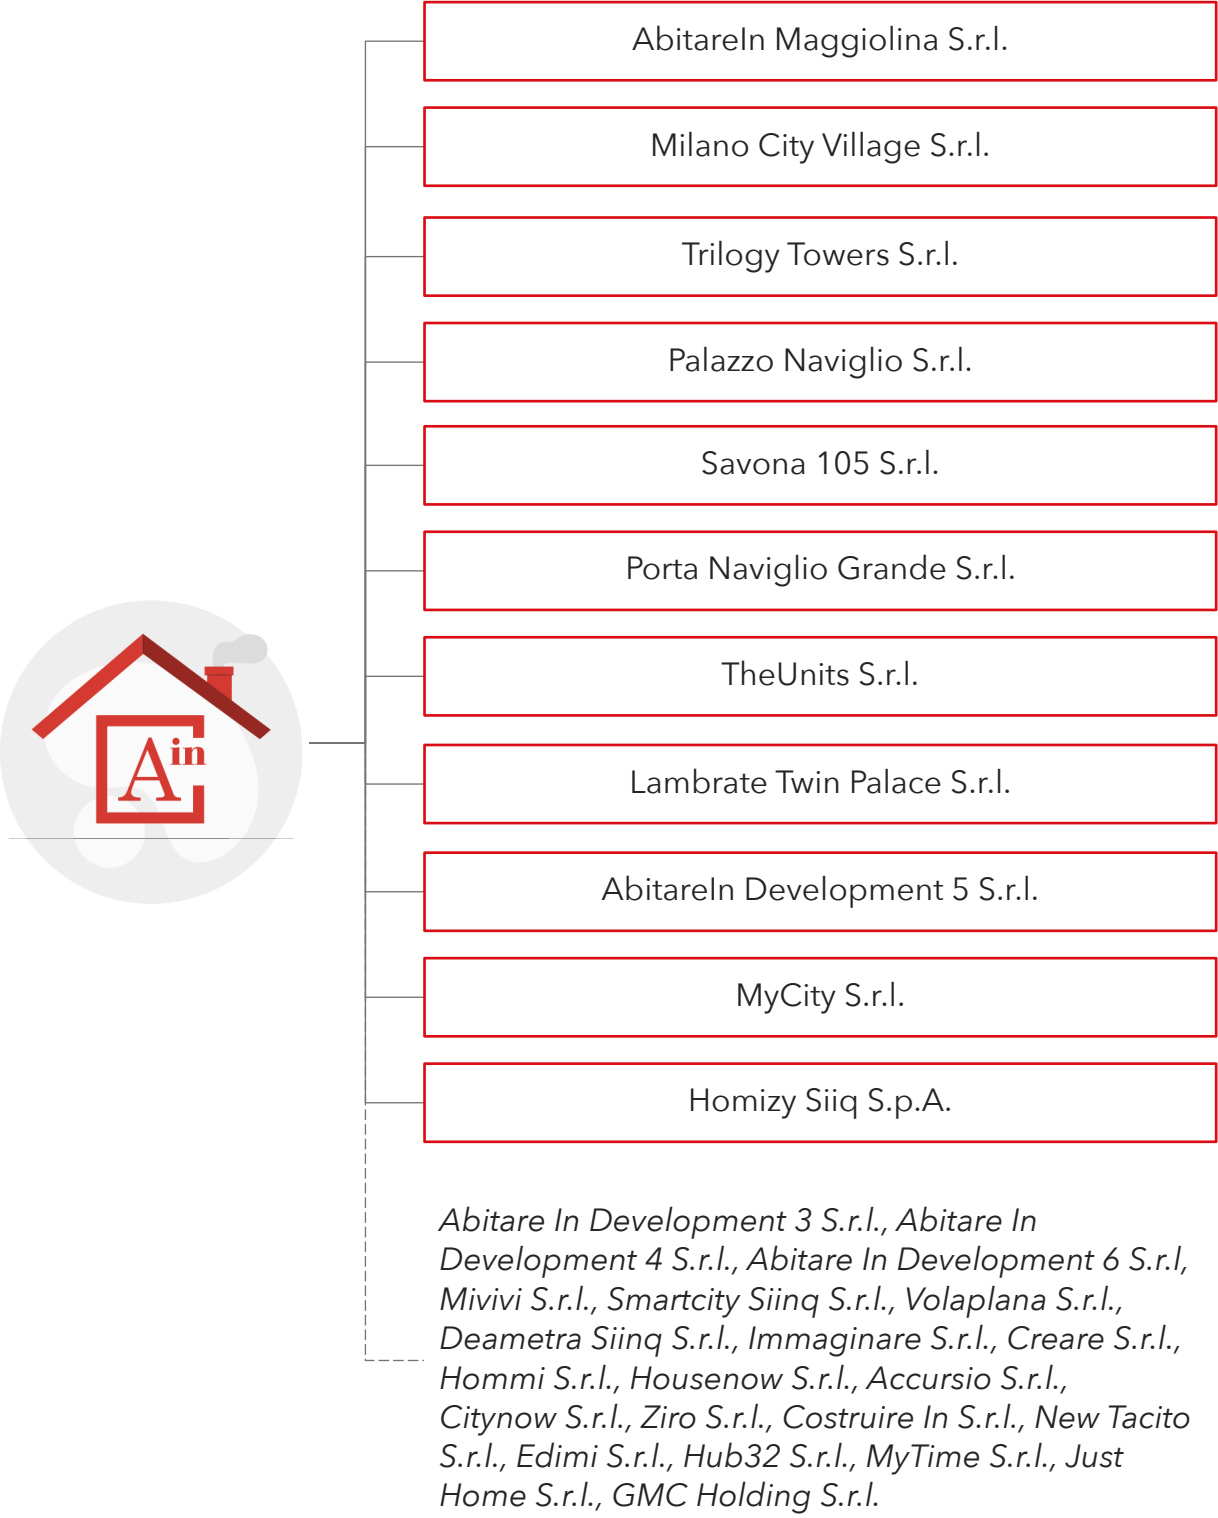 AbitareIn Maggiolina S.r.l.
Milano City Village S.r.l.
Trilogy Towers S.r.l.
Palazzo Naviglio S.r.l.
Savona 105 S.r.l.
Porta Naviglio Grande S.r.l.
TheUnits S.r.l.
Ain
Lambrate Twin Palace S.r.l.
AbitareIn Development 5 S.r.l.
MyCity S.r.l.
Homizy Siiq S.p.A.
Abitare In Development 3 S.r.l., Abitare In
Development 4 S.r.l., Abitare In Development 6 S.r.l,
Mivivi S.r.l., Smartcity Siinq S.r.l., Volaplana S.r.l.,
Deametra Siinq S.r.l., Immaginare S.r.l., Creare S.r.l.,
Hommi S.r.l., Housenow S.r.l., Accursio S.r.l.,
Citynow S.r.l., Ziro S.r.l., Costruire In S.r.l., New Tacito
S.r.l., Edimi S.r.l., Hub32 S.r.l., MyTime S.r.l., Just
Home S.r.l., GMC Holding S.r.l.